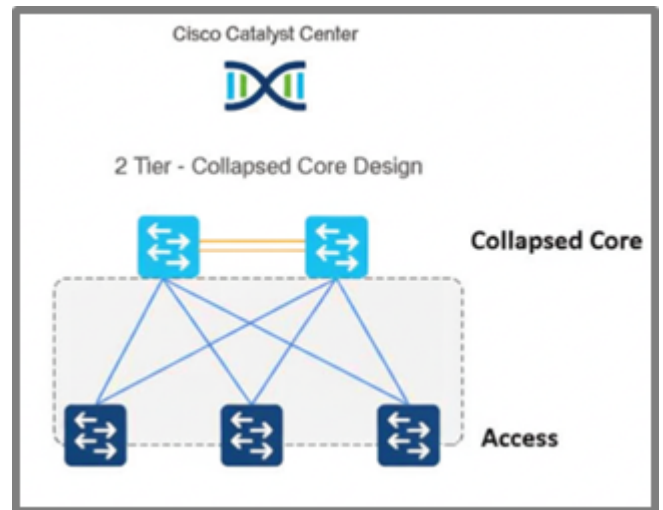 Cisco Catalyst Center
2 Tier - Collapsed Core Design
Collapsed Core
Access